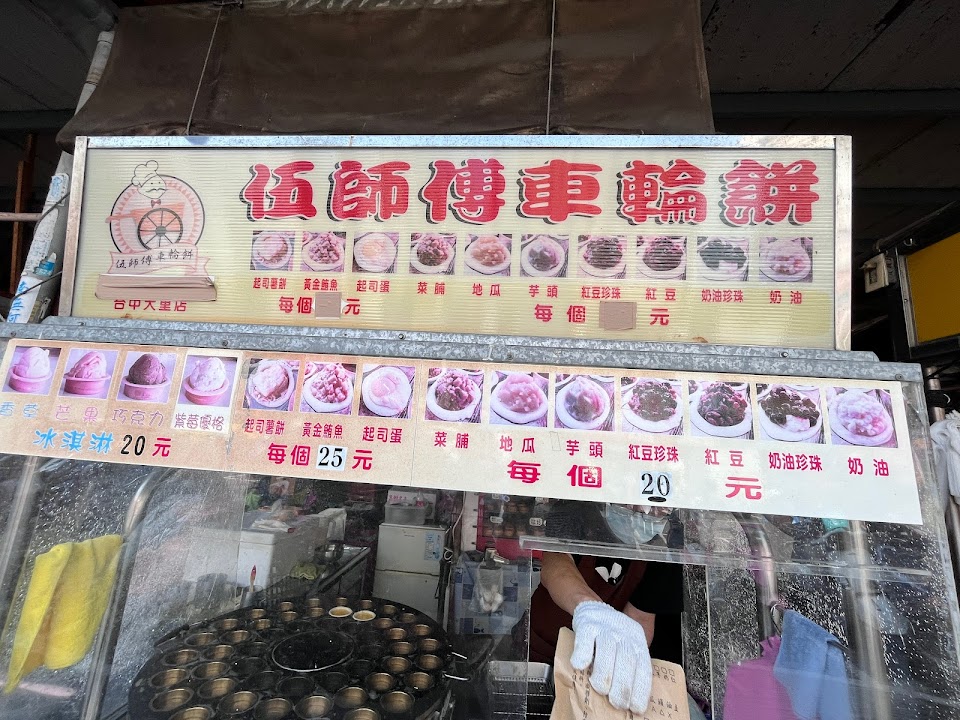 伍師傅車輪餅
伍師傅車輪餅
台中大里店
起司薯餅 黃金鮪魚 起司蛋 菜脯 地瓜 芋頭 紅豆珍珠 紅豆 奶油珍珠 奶油
每個 元 每個 元
香草 芒果 巧克力 紫莓優格 起司薯餅 黃金鮪魚 起司蛋 菜脯 地瓜 芋頭 紅豆珍珠 紅豆 奶油珍珠 奶油
冰淇淋 20 元 每個 25 元 每個 20 元